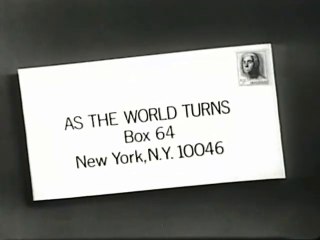 AS THE WORLD TURNS
Box 64
New York, N.Y. 10046